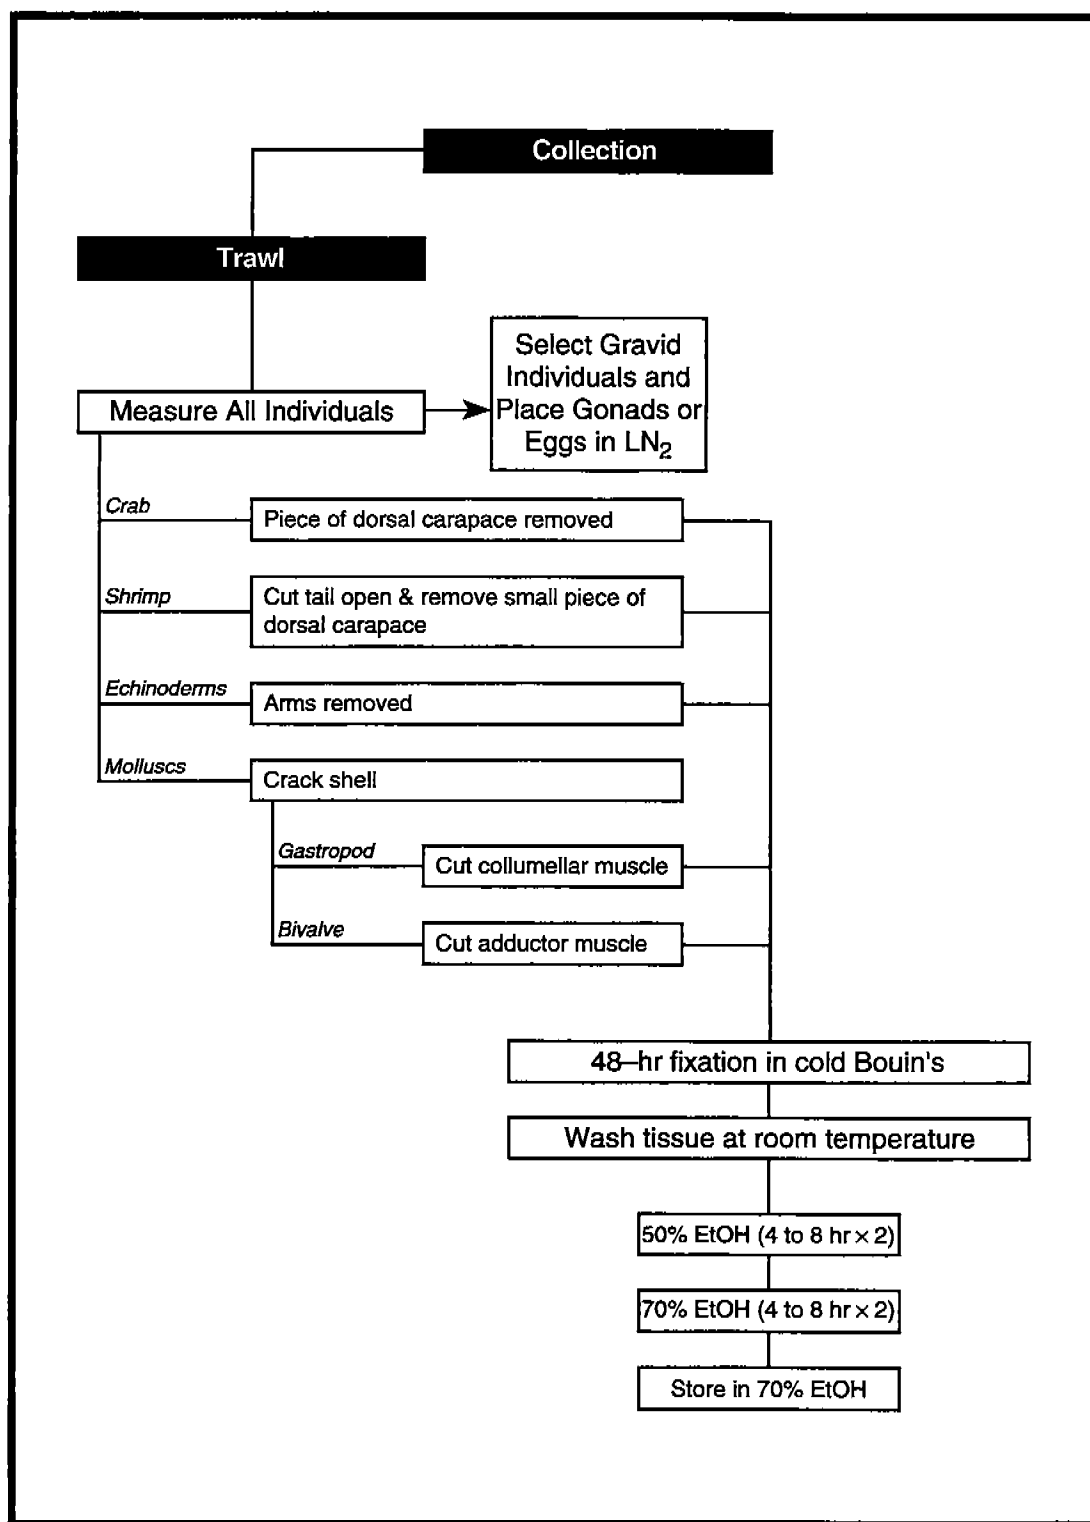 Collection
Trawl
Select Gravid
Individuals and
Place Gonads or
Eggs in LN2
Measure All Individuals
Crab
Piece of dorsal carapace removed
Shrimp
Cut tail open & remove small piece of
dorsal carapace
Echinoderms
Arms removed
Molluscs
Crack shell
Gastropod
Cut collumellar muscle
Bivalve
Cut adductor muscle
48–hr fixation in cold Bouin's
Wash tissue at room temperature
50% EtOH (4 to 8 hr × 2)
70% EtOH (4 to 8 hr × 2)
Store in 70% EtOH